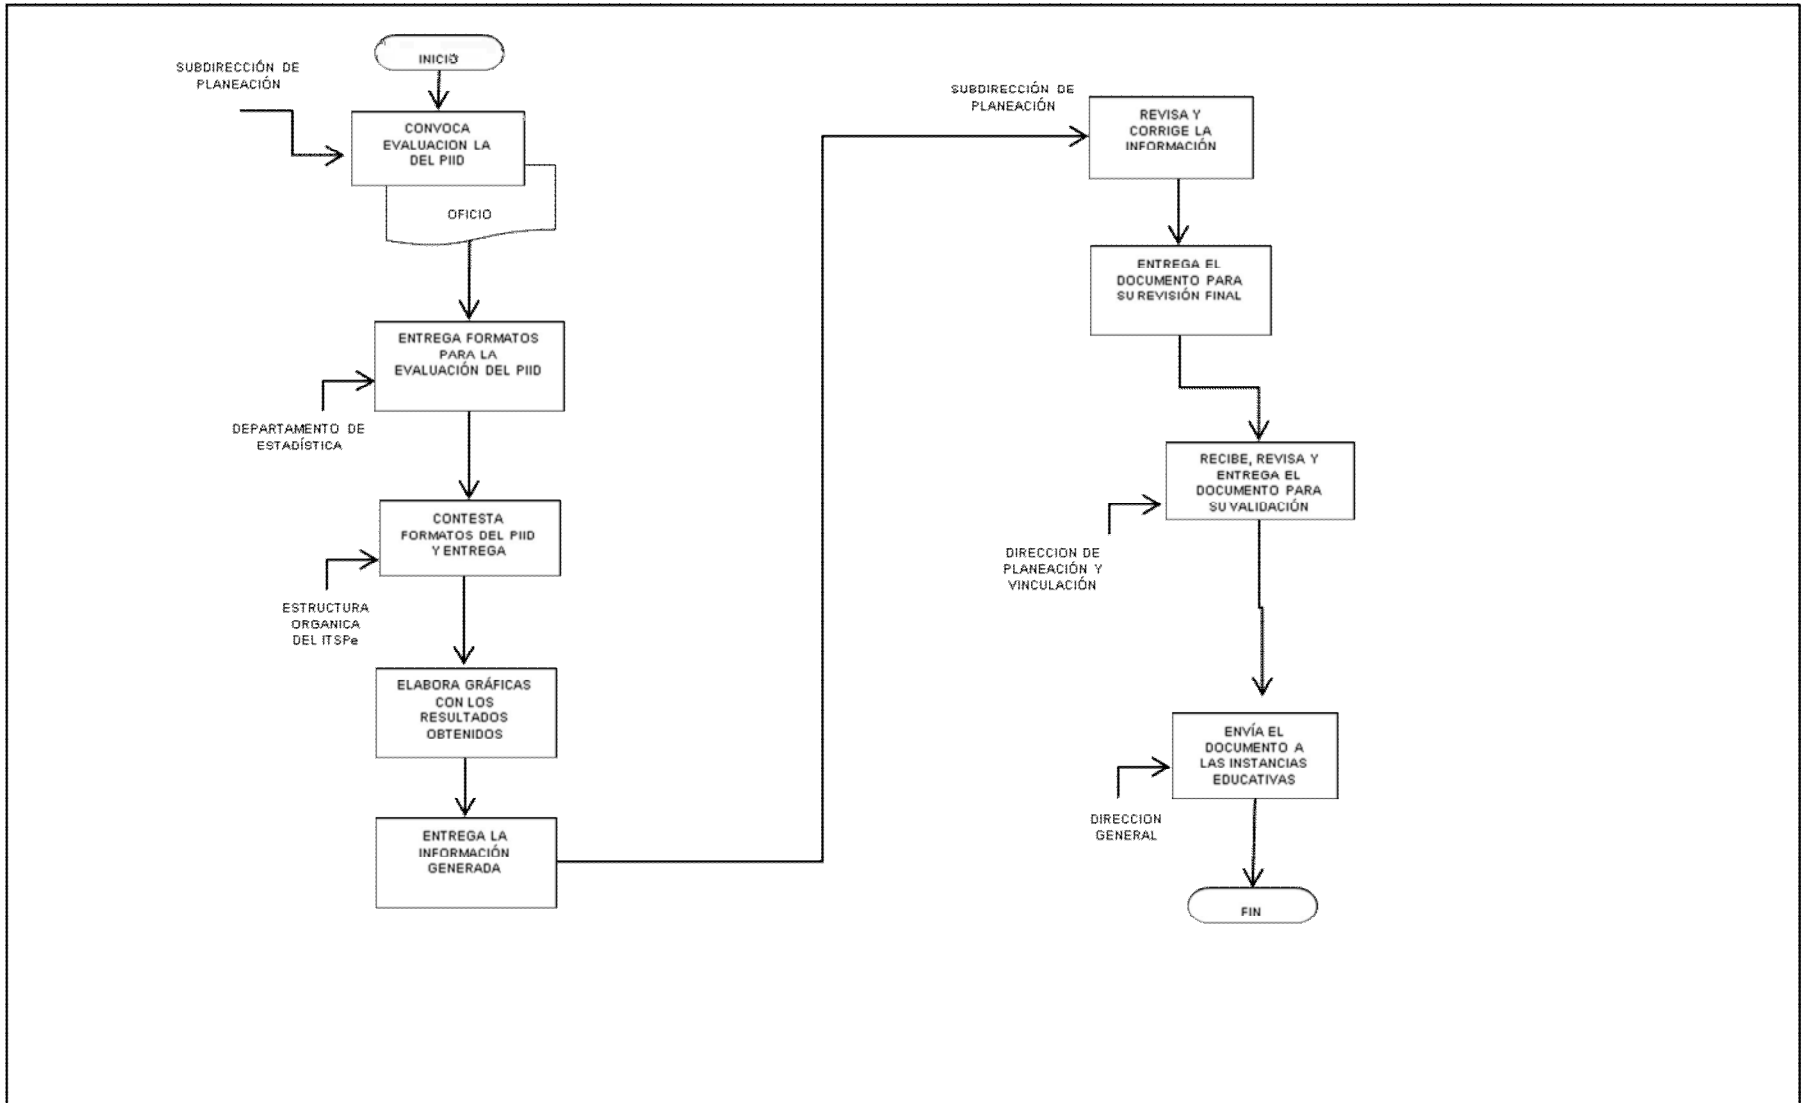 INICIO
SUBDIRECCIÓN DE
PLANEACIÓN
CONVOCA
EVALUACION LA
DEL PIID
OFICIO
ENTREGA FORMATOS
PARA LA
EVALUACIÓN DEL PIID
DEPARTAMENTO DE
ESTADÍSTICA
CONTESTA
FORMATOS DEL PIID
Y ENTREGA
ESTRUCTURA
ORGANICA
DEL ITSPe
ELABORA GRÁFICAS
CON LOS
RESULTADOS
OBTENIDOS
ENTREGA LA
INFORMACIÓN
GENERADA
SUBDIRECCIÓN DE
PLANEACIÓN
REVISA Y
CORRIGE LA
INFORMACIÓN
ENTREGA EL
DOCUMENTO PARA
SU REVISIÓN FINAL
RECIBE, REVISA Y
ENTREGA EL
DOCUMENTO PARA
SU VALIDACIÓN
DIRECCION DE
PLANEACIÓN Y
VINCULACIÓN
ENVÍA EL
DOCUMENTO A
LAS INSTANCIAS
EDUCATIVAS
DIRECCION
GENERAL
FIN